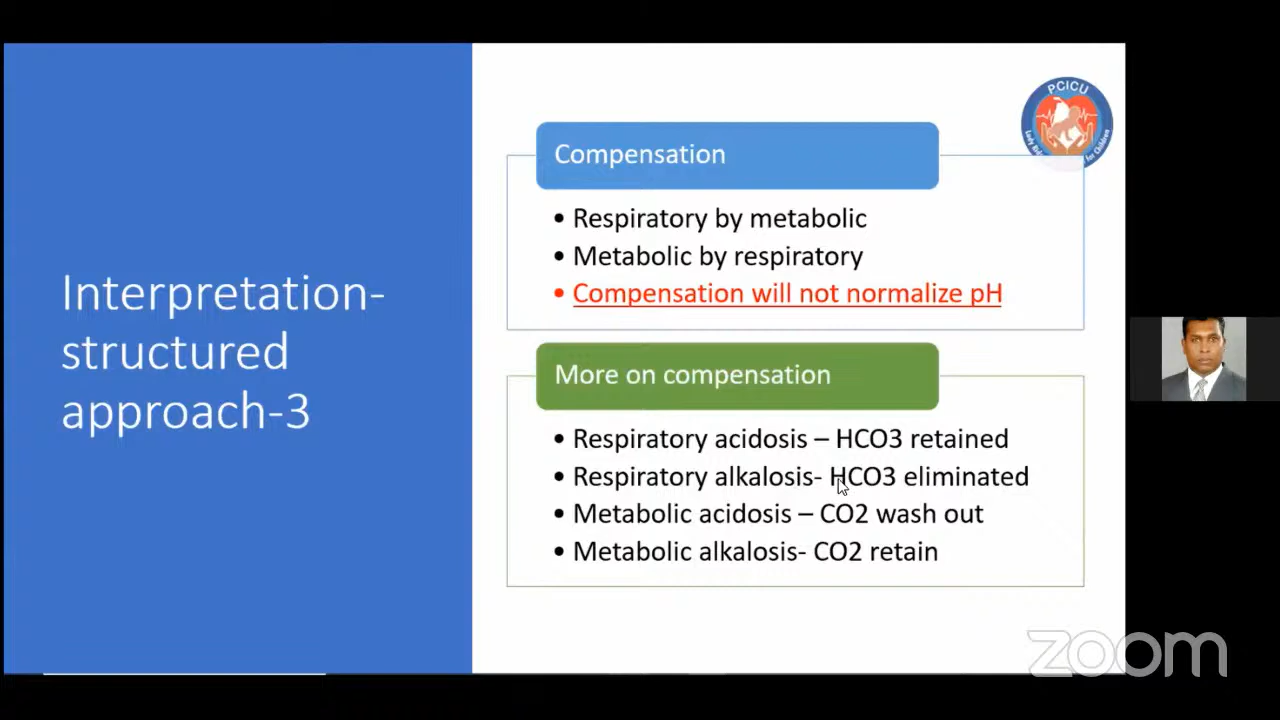 Interpretation-
structured
approach-3
PCICU
for Children
Compensation
• Respiratory by metabolic
• Metabolic by respiratory
• Compensation will not normalize pH
More on compensation
• Respiratory acidosis – HCO3 retained
• Respiratory alkalosis- HCO3 eliminated
• Metabolic acidosis – CO2 wash out
• Metabolic alkalosis- CO2 retain
zoom